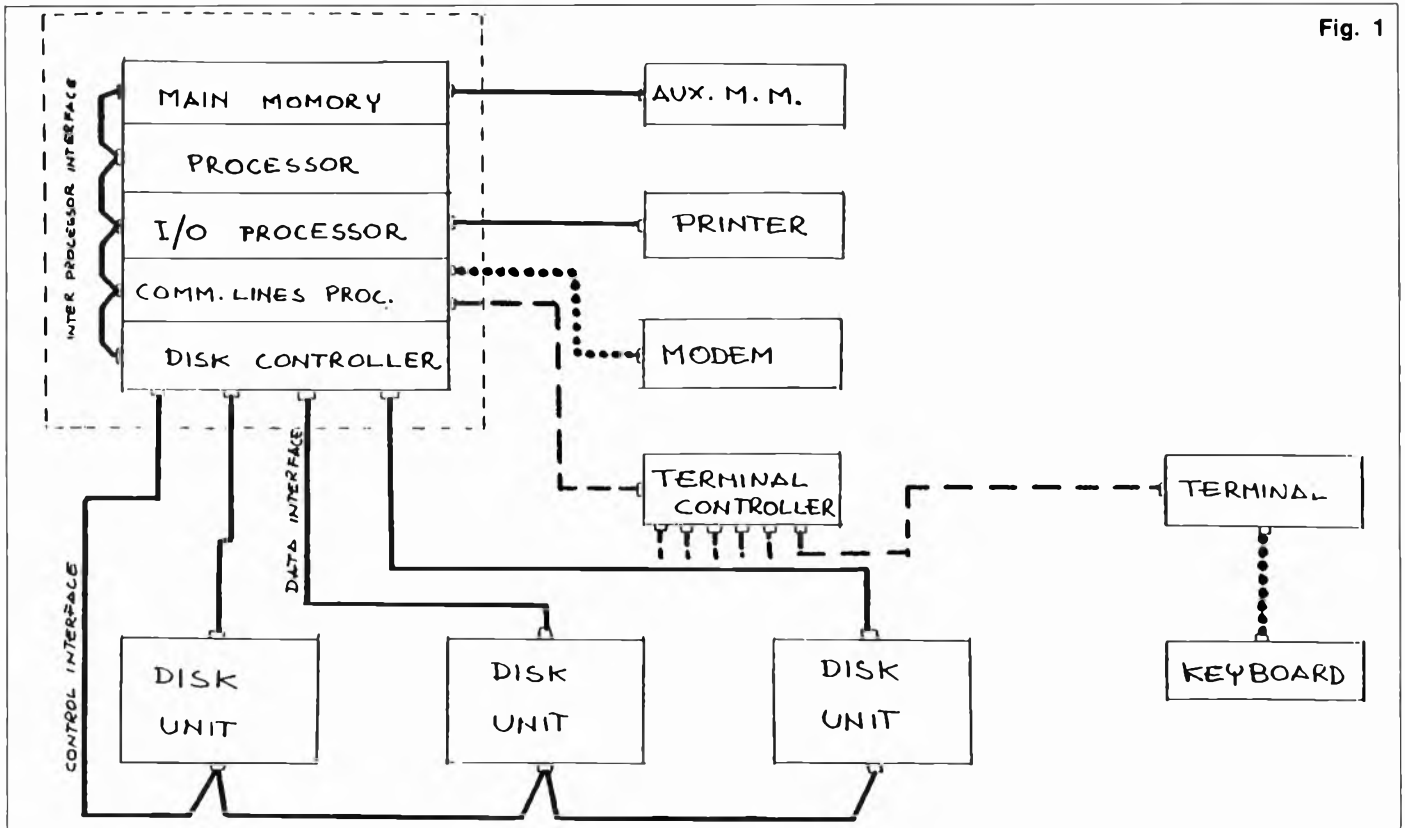 Fig. 1
INTER PROCESSOR INTERFACE
MAIN MOMORY
PROCESSOR
I/O PROCESSOR
COMM. LINES PROC.
DISK CONTROLLER
AUX. M. M.
PRINTER
MODEM
TERMINAL
CONTROLLER
TERMINAL
KEYBOARD
CONTROL INTERFACE
DATA INTERFACE
DISK
UNIT
DISK
UNIT
DISK
UNIT